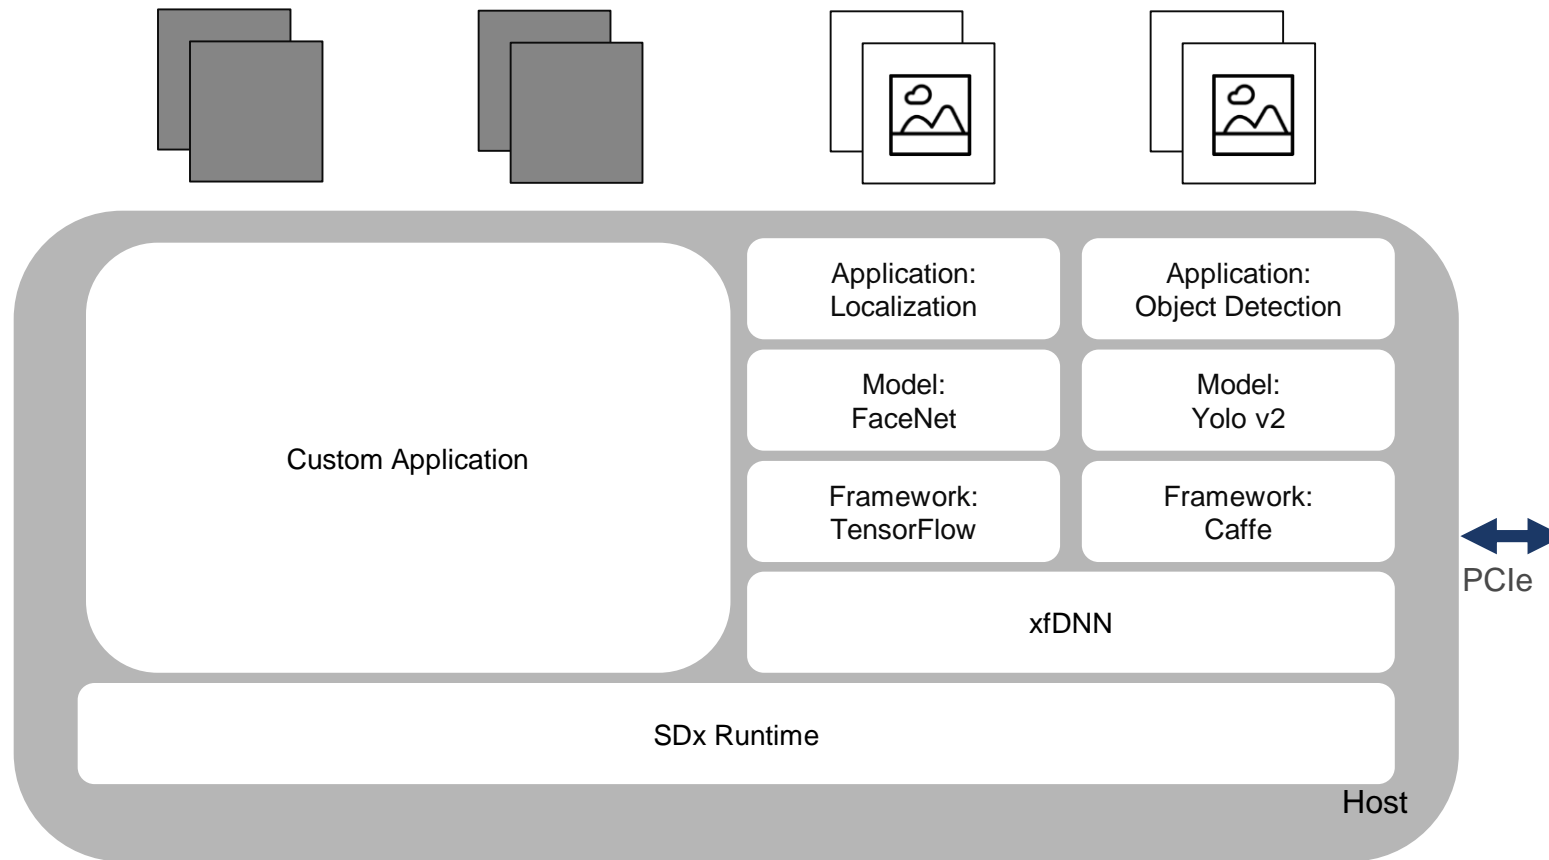 Custom Application
Application:
Localization
Application:
Object Detection
Model:
FaceNet
Model:
Yolo v2
Framework:
TensorFlow
Framework:
Caffe
xfDNN
SDx Runtime
Host
PCIe